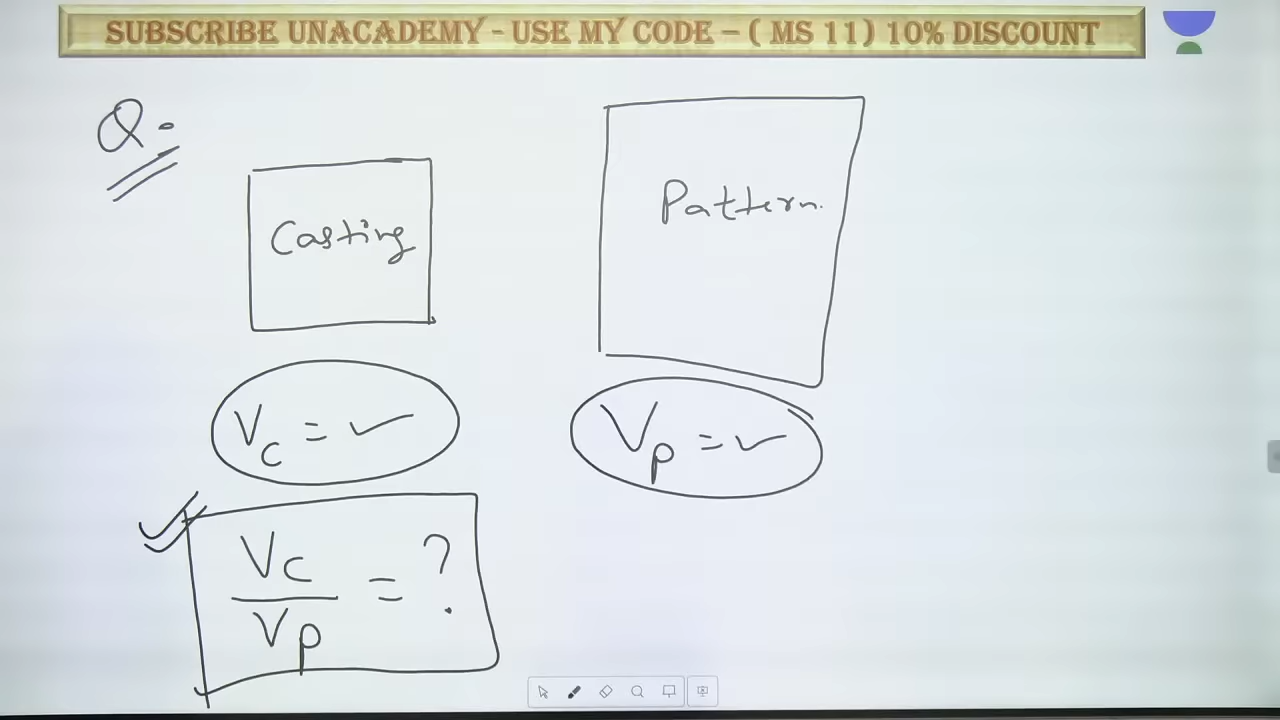 SUBSCRIBE UNACADEMY - USE MY CODE – ( MS 11) 10% DISCOUNT
Q.
Casting
Pattern.
Vc = ✓
Vp = ✓
Vc
Vp
= ?